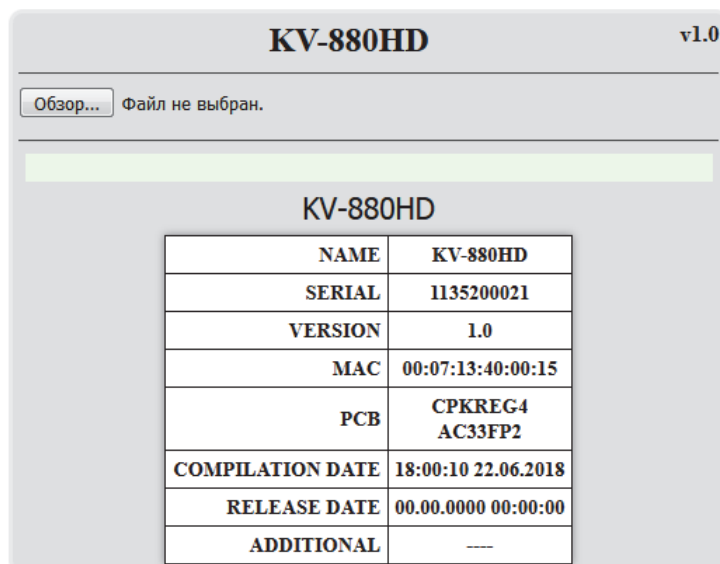 KV-880HD v1.0
Обзор... Файл не выбран.
KV-880HD
NAME KV-880HD
SERIAL 1135200021
VERSION 1.0
MAC 00:07:13:40:00:15
PCB CPKREG4
AC33FP2
COMPILATION DATE 18:00:10 22.06.2018
RELEASE DATE 00.00.0000 00:00:00
ADDITIONAL ----